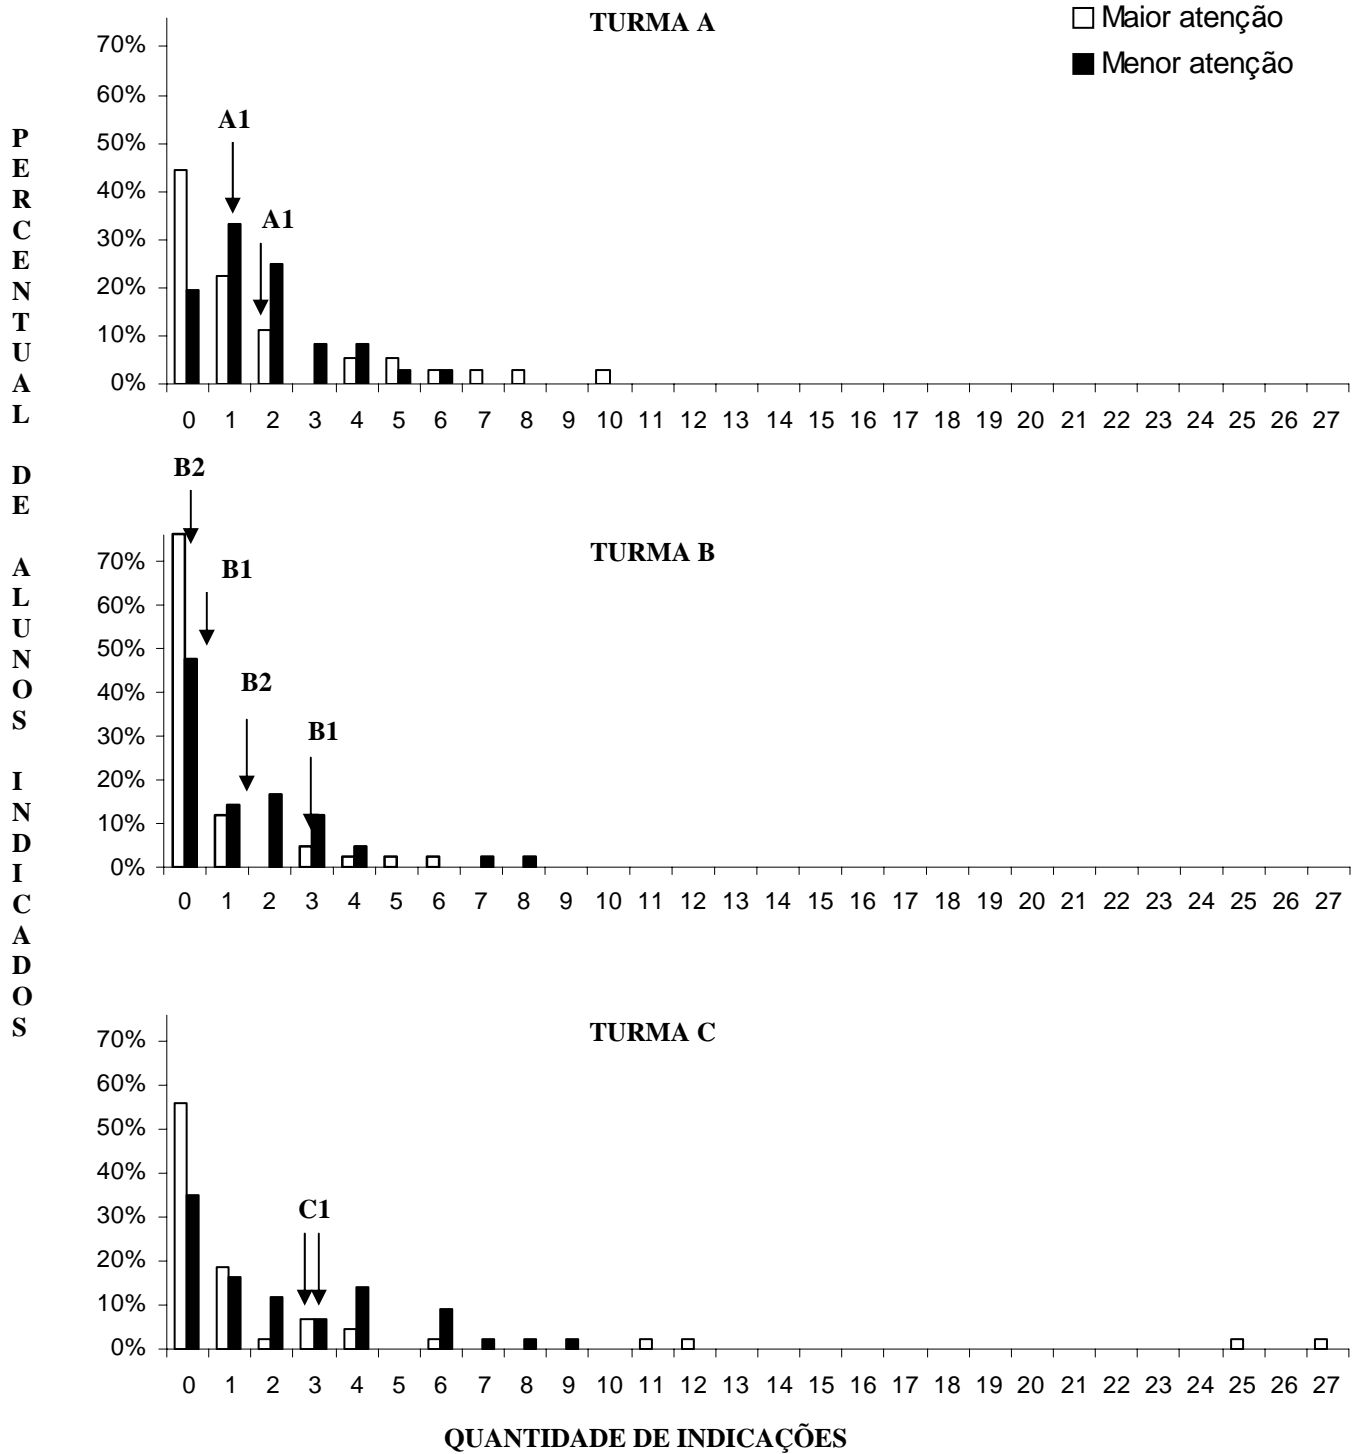 TURMA A
Maior atenção
Menor atenção
PERCENTUAL DE ALUNOS INDICADOS
70%
60%
50%
40%
30%
20%
10%
0%
A1
A1
0 1 2 3 4 5 6 7 8 9 10 11 12 13 14 15 16 17 18 19 20 21 22 23 24 25 27
TURMA B
70%
60%
50%
40%
30%
20%
10%
0%
B2
B1
B2
B1
0 1 2 3 4 5 6 7 8 9 10 11 12 13 14 15 16 17 18 19 20 21 22 23 24 25 27
TURMA C
70%
60%
50%
40%
30%
20%
10%
0%
C1
0 1 2 3 4 5 6 7 8 9 10 11 12 13 14 15 16 17 18 19 20 21 22 23 24 25 27
QUANTIDADE DE INDICAÇÕES